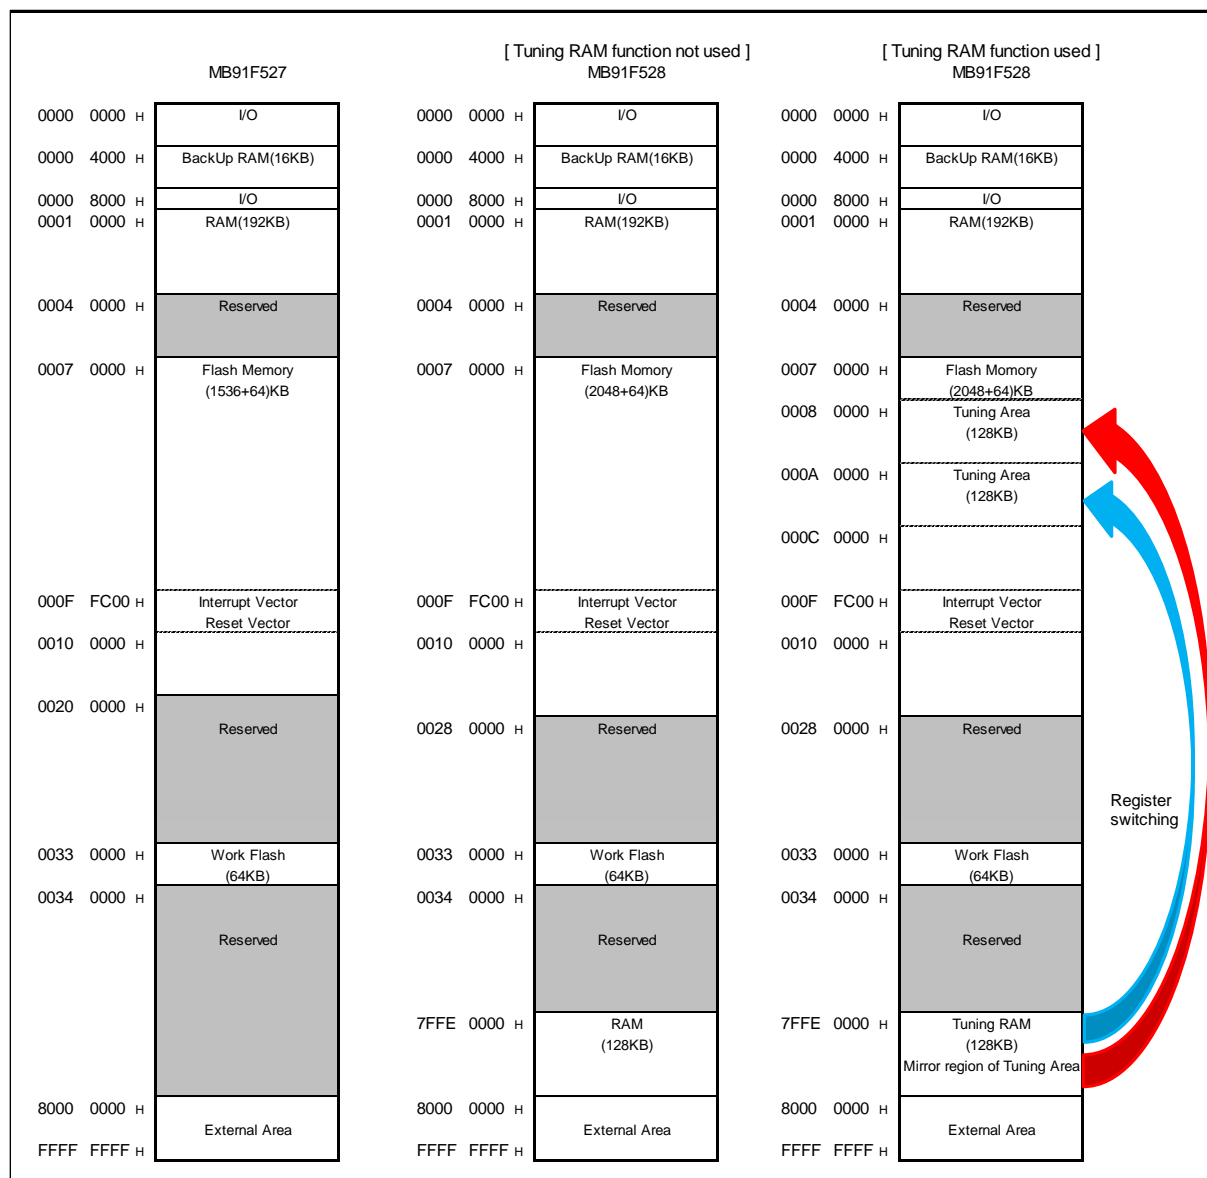 [ Tuning RAM function not used ] [ Tuning RAM function used ]
MB91F527 MB91F528 MB91F528
0000 0000 H I/O 0000 0000 H I/O 0000 0000 H I/O
0000 4000 H BackUp RAM(16KB) 0000 4000 H BackUp RAM(16KB) 0000 4000 H BackUp RAM(16KB)
0000 8000 H I/O 0000 8000 H I/O 0000 8000 H I/O
0001 0000 H RAM(192KB) 0001 0000 H RAM(192KB) 0001 0000 H RAM(192KB)
0004 0000 H Reserved 0004 0000 H Reserved 0004 0000 H Reserved
0007 0000 H Flash Memory 0007 0000 H Flash Momory 0007 0000 H Flash Momory
(1536+64)KB (2048+64)KB (2048+64)KB
0008 0000 H Tuning Area
(128KB)
000A 0000 H Tuning Area
(128KB)
000C 0000 H
000F FC00 H Interrupt Vector 000F FC00 H Interrupt Vector 000F FC00 H Interrupt Vector
Reset Vector Reset Vector Reset Vector
0010 0000 H 0010 0000 H 0010 0000 H
0020 0000 H
Reserved 0028 0000 H Reserved 0028 0000 H Reserved
Register
switching
0033 0000 H Work Flash 0033 0000 H Work Flash 0033 0000 H Work Flash
(64KB) (64KB) (64KB)
0034 0000 H 0034 0000 H 0034 0000 H
Reserved Reserved Reserved
7FFE 0000 H RAM 7FFE 0000 H Tuning RAM
(128KB) (128KB)
Mirror region of Tuning Area
8000 0000 H 8000 0000 H 8000 0000 H
External Area External Area External Area
FFFF FFFF H FFFF FFFF H FFFF FFFF H